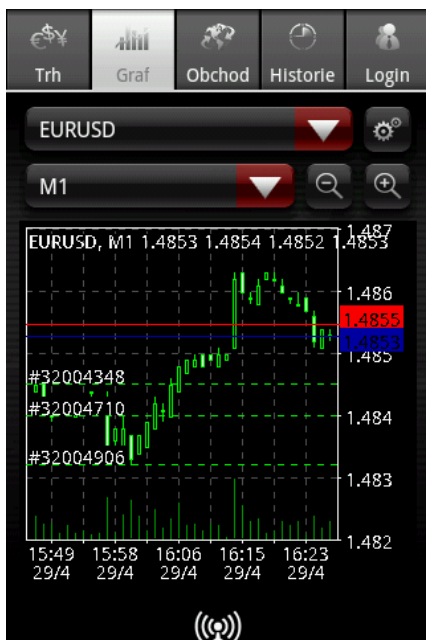 €$¥
Trh Graf Obchod Historie Login
EURUSD
M1
EURUSD, M1 1.4853 1.4854 1.4852 1.4853
1.487
1.486
1.4855
1.4853
1.485
#32004348
#32004710
1.484
#32004906
1.483
1.482
15:49 15:58 16:06 16:15 16:23
29/4 29/4 29/4 29/4 29/4